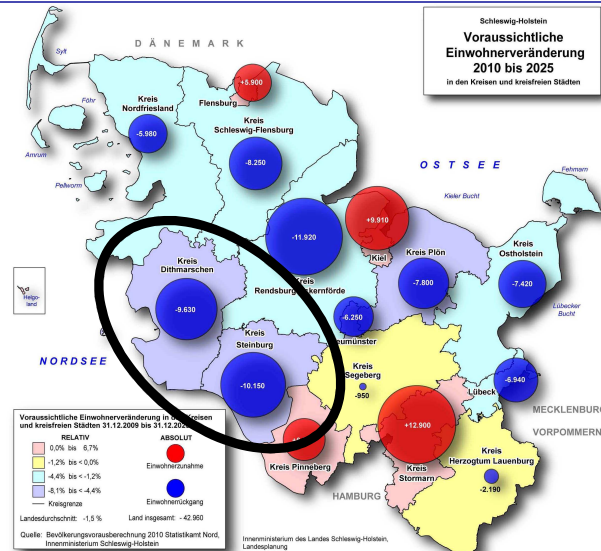 Schleswig-Holstein
Voraussichtliche
Einwohnerveränderung
2010 bis 2025
in den Kreisen und kreisfreien Städten
DÄNEMARK
Sylt
Föhr
Amrum
Pellworm
Kreis
Nordfriesland
-5.980
+5.900
Flensburg
Kreis
Schleswig-Flensburg
-8.250
OSTSEE
Kieler Bucht
Fehmarn
+9.910
Kiel
-11.920
Kreis
Rendsburg
kernförde
Kreis Plön
-7.800
Kreis
Ostholstein
-7.420
Lübecker
Bucht
Helgo-
land
Kreis
Dithmarschen
-9.630
-6.250
eumünster
NORDSEE
Kreis
Steinburg
-10.150
Kreis
Segeberg
-950
-6.940
Lübeck
MECKLENBURG
VORPOMMERN
+12.900
Kreis Pinneberg
Kreis
Stormarn
Kreis
Herzogtum Lauenburg
-2.190
HAMBURG
Voraussichtliche Einwohnerveränderung in de Kreisen
und kreisfreien Städten 31.12.2009 bis 31.12.202
RELATIV
ABSOLUT
0,0% bis 6,7%
-1,2% bis < 0,0%
-4,4% bis < -1,2%
-8,1% bis < -4,4%
Kreisgrenze
Einwohnerzunahme
Einwohnerrückgang
Landesdurchschnitt: -1,5 %
Land insgesamt: - 42.960
Quelle: Bevölkerungsvorausberechnung 2010 Statistikamt Nord,
Innenministerium Schleswig-Holstein
Innenministerium des Landes Schleswig-Holstein,
Landesplanung